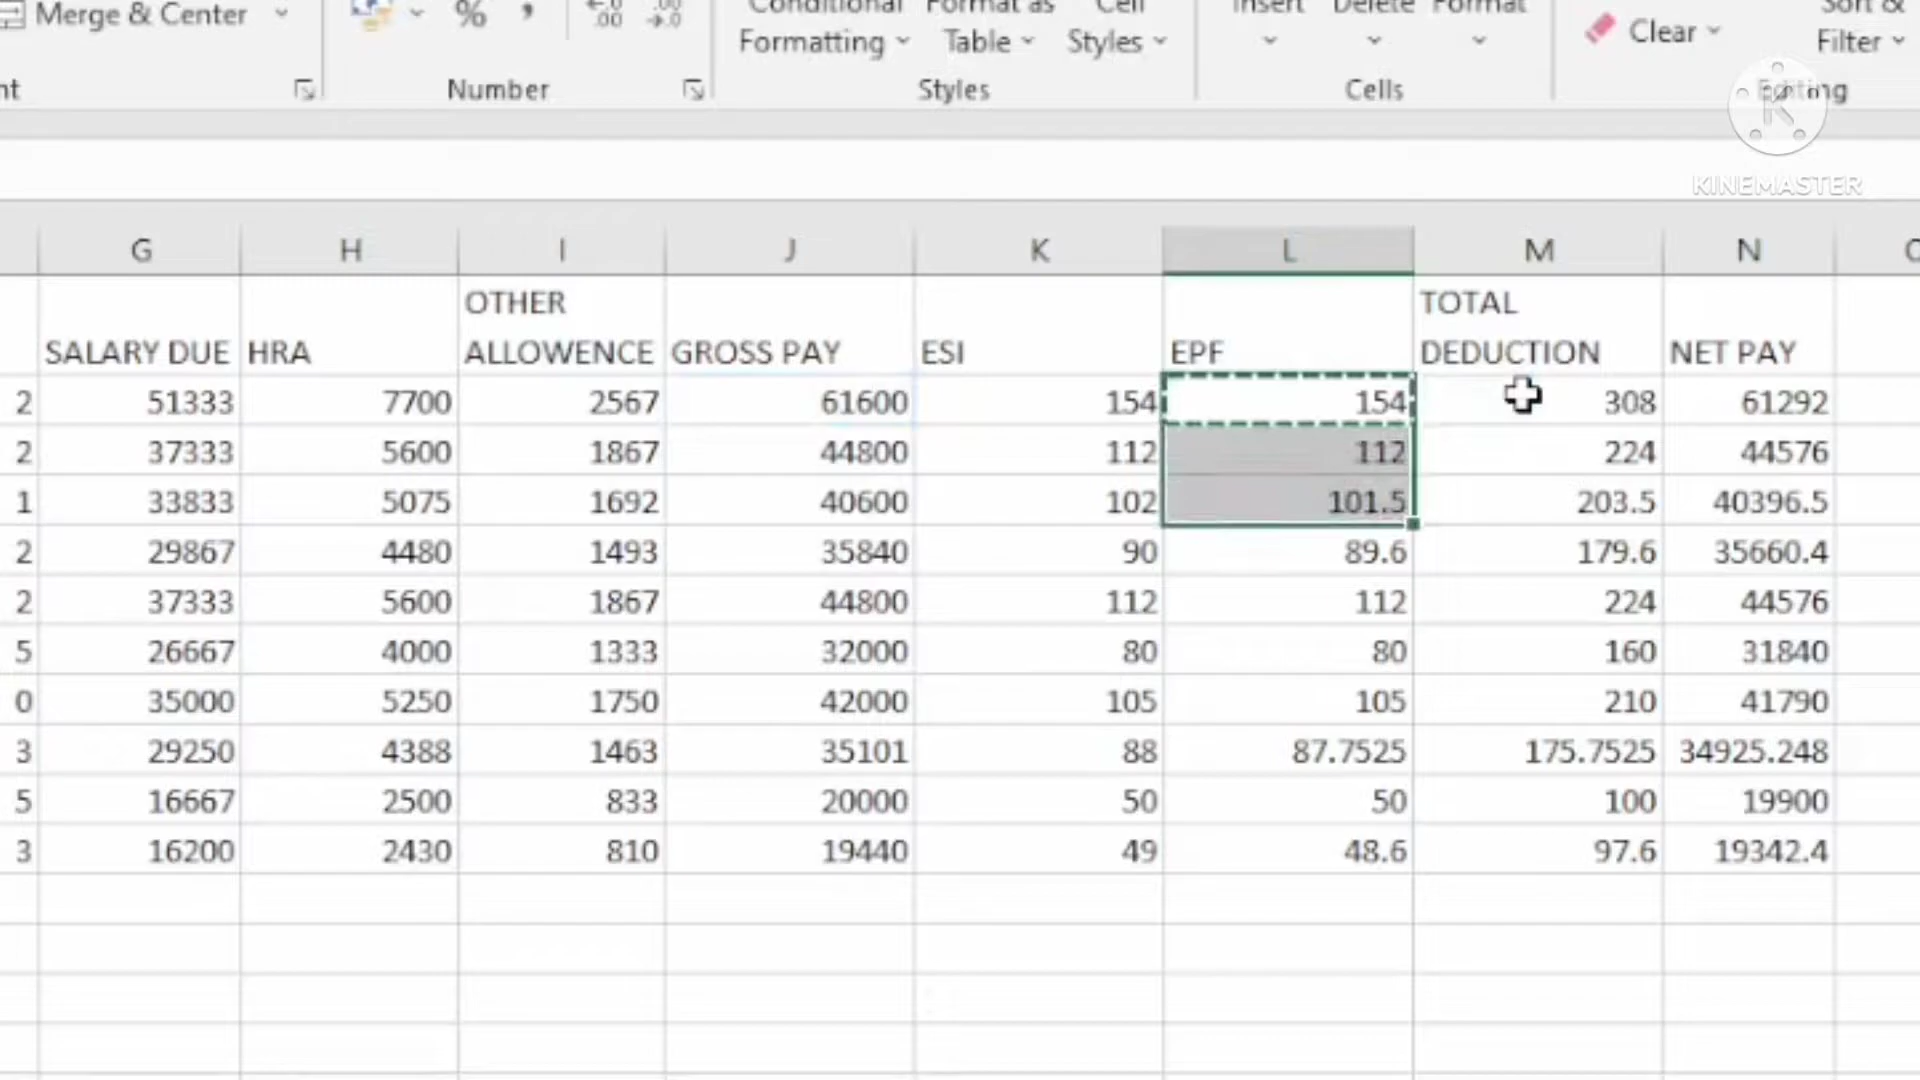 Merge & Center
%
,
.00
Conditional
Formatting
Format as
Table
Cell
Styles
Insert
Delete
Format
Clear
Sort &
Filter
nt
Number
Styles
Cells
Editing
K
KINEMASTER
G H I J K L M N
SALARY DUE HRA OTHER ALLOWENCE GROSS PAY ESI EPF TOTAL DEDUCTION NET PAY
2 51333 7700 2567 61600 154 154 308 61292
2 37333 5600 1867 44800 112 112 224 44576
1 33833 5075 1692 40600 102 101.5 203.5 40396.5
2 29867 4480 1493 35840 90 89.6 179.6 35660.4
2 37333 5600 1867 44800 112 112 224 44576
5 26667 4000 1333 32000 80 80 160 31840
0 35000 5250 1750 42000 105 105 210 41790
3 29250 4388 1463 35101 88 87.7525 175.7525 34925.248
5 16667 2500 833 20000 50 50 100 19900
3 16200 2430 810 19440 49 48.6 97.6 19342.4